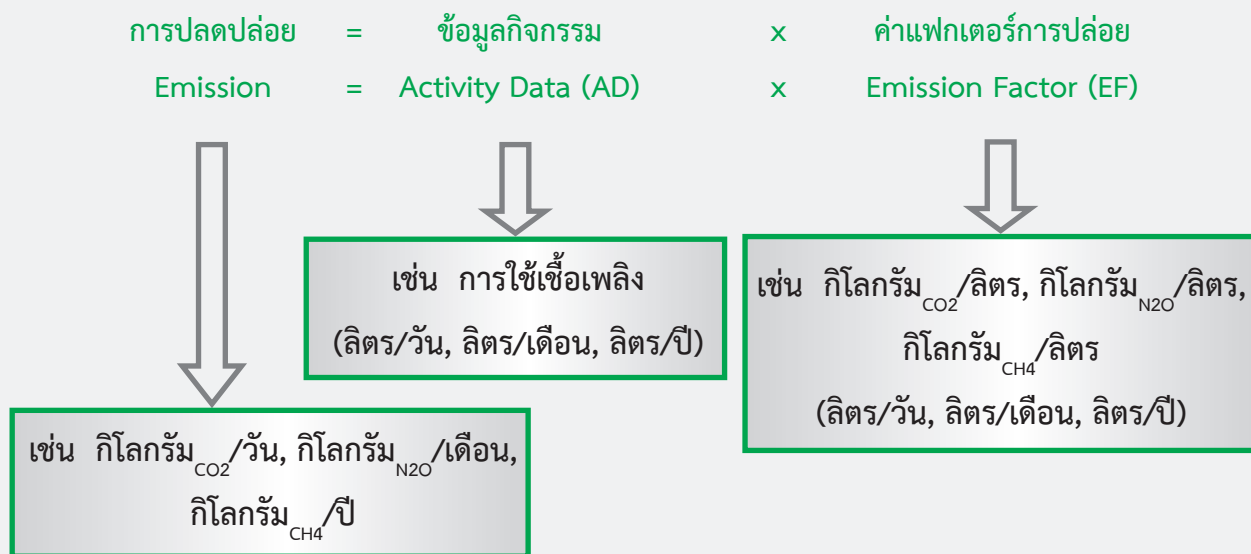 การปลดปล่อย = ข้อมูลกิจกรรม x ค่าแฟกเตอร์การปล่อย
Emission = Activity Data (AD) x Emission Factor (EF)
เช่น การใช้เชื้อเพลิง
(ลิตร/วัน, ลิตร/เดือน, ลิตร/ปี)
เช่น กิโลกรัมCO2/ลิตร, กิโลกรัมN2O/ลิตร,
กิโลกรัมCH4/ลิตร
(ลิตร/วัน, ลิตร/เดือน, ลิตร/ปี)
เช่น กิโลกรัมCO2/วัน, กิโลกรัมN2O/เดือน,
กิโลกรัมCH4/ปี